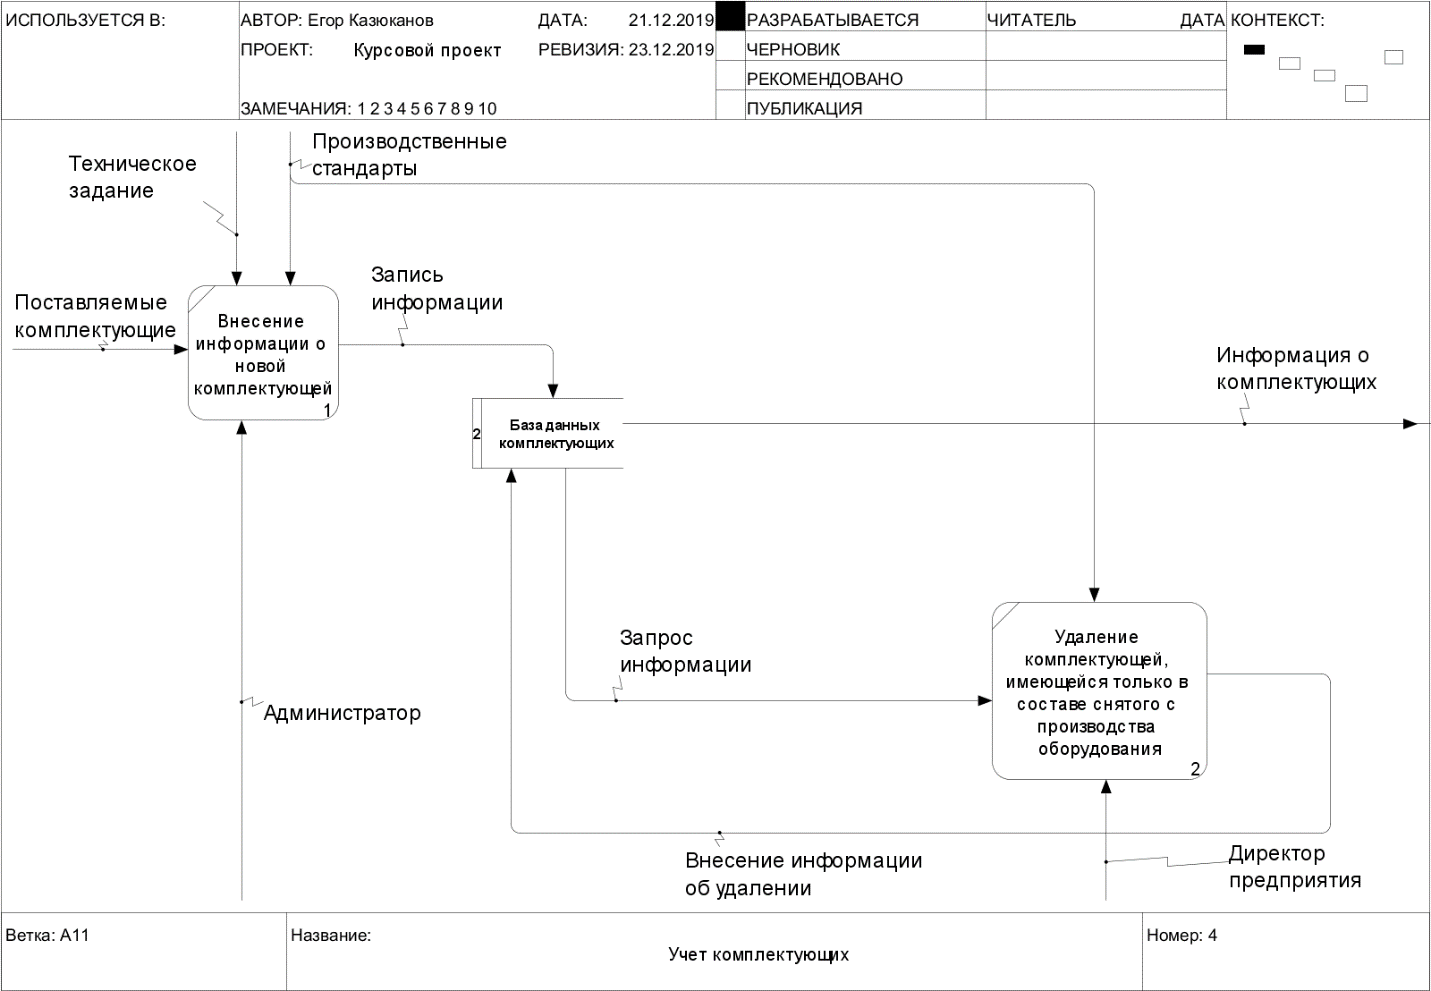 ИСПОЛЬЗУЕТСЯ В:
АВТОР: Егор Казюканов
ДАТА: 21.12.2019
ПРОЕКТ: Курсовой проект
РЕВИЗИЯ: 23.12.2019
ЗАМЕЧАНИЯ: 1 2 3 4 5 6 7 8 9 10
РАЗРАБАТЫВАЕТСЯ
ЧЕРНОВИК
РЕКОМЕНДОВАНО
ПУБЛИКАЦИЯ
ЧИТАТЕЛЬ
ДАТА
КОНТЕКСТ:
Техническое
задание
Производственные
стандарты
Поставляемые
комплектующие
Внесение
информации о
новой
комплектующей
1
Запись
информации
2
База данных
комплектующих
Информация о
комплектующих
Запрос
информации
Администратор
Удаление
комплектующей,
имеющейся только в
составе снятого с
производства
оборудования
2
Внесение информации
об удалении
Директор
предприятия
Ветка: A11
Название:
Учет комплектующих
Номер: 4